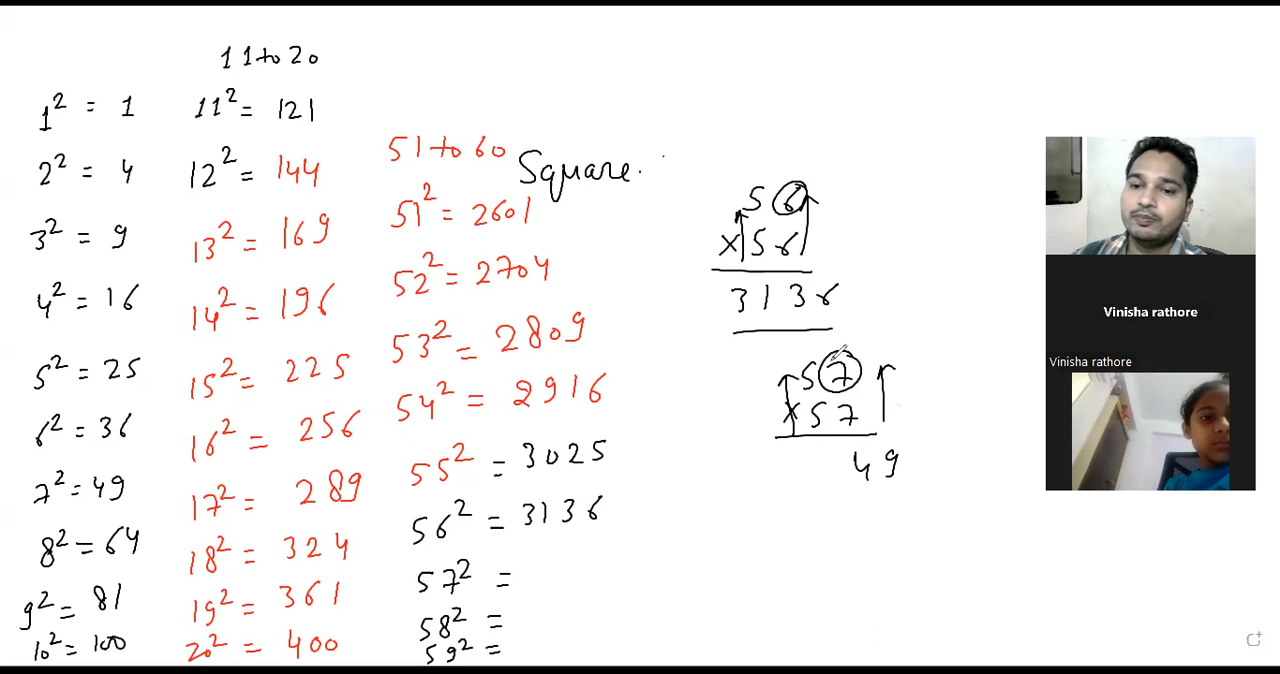 11 to 20
1² = 1
2² = 4
3² = 9
4² = 16
5² = 25
6² = 36
7² = 49
8² = 64
9² = 81
10² = 100
11² = 121
12² = 144
13² = 169
14² = 196
15² = 225
16² = 256
17² = 289
18² = 324
19² = 361
20² = 400
51 to 60 Square.
51² = 2601
52² = 2704
53² = 2809
54² = 2916
55² = 3025
56² = 3136
57² =
58² =
59² =
56
×56
3136
57
×57
49
Vinisha rathore
Vinisha rathore